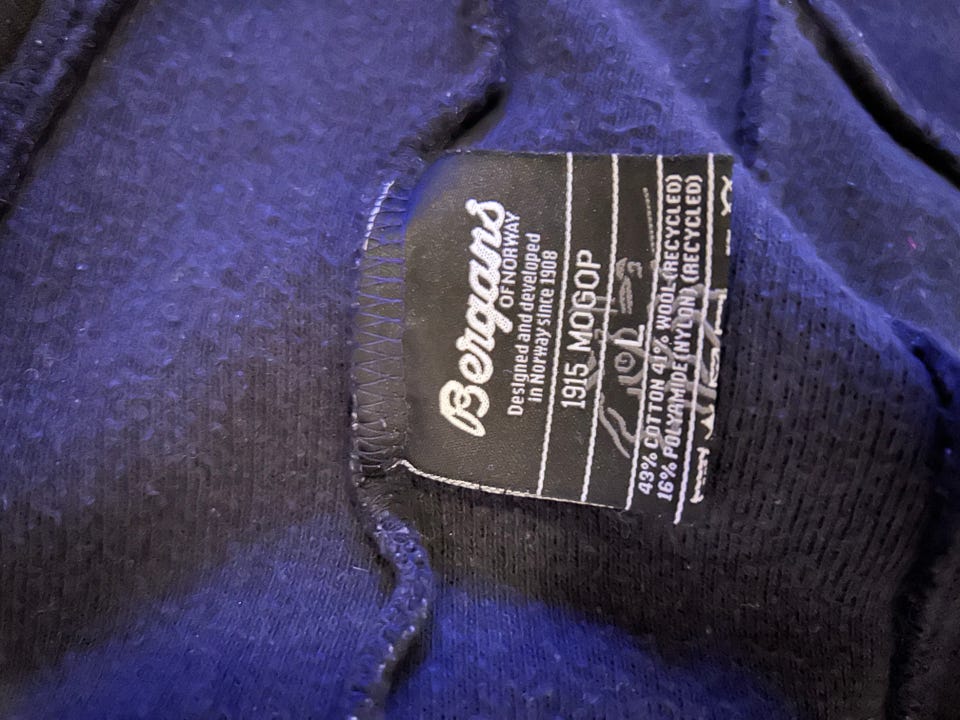 Bergans
OF NORWAY
Designed and developed
in Norway since 1908
1915 MOGOP
L
43% COTTON 41% WOOL (RECYCLED)
16% POLYAMIDE (NYLON) (RECYCLED)